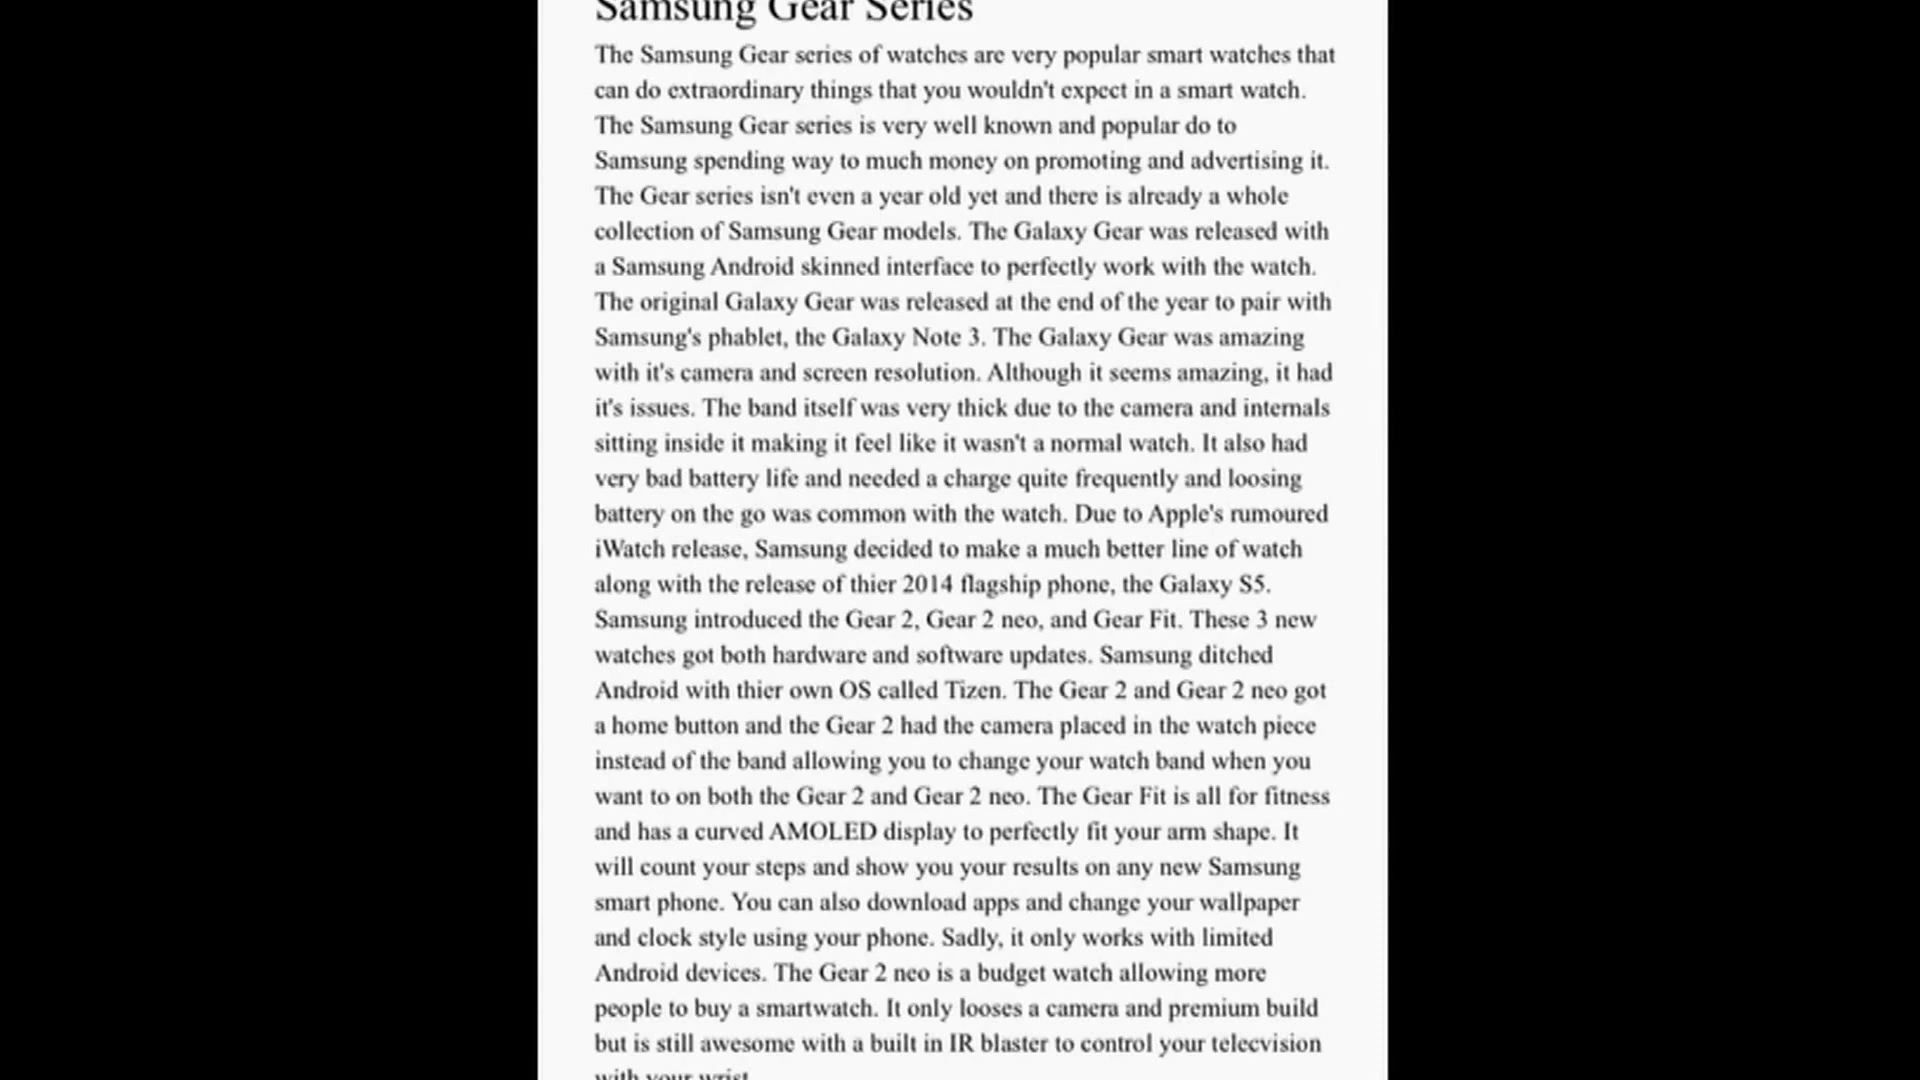 Samsung Gear Series
The Samsung Gear series of watches are very popular smart watches that
can do extraordinary things that you wouldn't expect in a smart watch.
The Samsung Gear series is very well known and popular do to
Samsung spending way to much money on promoting and advertising it.
The Gear series isn't even a year old yet and there is already a whole
collection of Samsung Gear models. The Galaxy Gear was released with
a Samsung Android skinned interface to perfectly work with the watch.
The original Galaxy Gear was released at the end of the year to pair with
Samsung's phablet, the Galaxy Note 3. The Galaxy Gear was amazing
with it's camera and screen resolution. Although it seems amazing, it had
it's issues. The band itself was very thick due to the camera and internals
sitting inside it making it feel like it wasn't a normal watch. It also had
very bad battery life and needed a charge quite frequently and loosing
battery on the go was common with the watch. Due to Apple's rumoured
iWatch release, Samsung decided to make a much better line of watch
along with the release of thier 2014 flagship phone, the Galaxy S5.
Samsung introduced the Gear 2, Gear 2 neo, and Gear Fit. These 3 new
watches got both hardware and software updates. Samsung ditched
Android with thier own OS called Tizen. The Gear 2 and Gear 2 neo got
a home button and the Gear 2 had the camera placed in the watch piece
instead of the band allowing you to change your watch band when you
want to on both the Gear 2 and Gear 2 neo. The Gear Fit is all for fitness
and has a curved AMOLED display to perfectly fit your arm shape. It
will count your steps and show you your results on any new Samsung
smart phone. You can also download apps and change your wallpaper
and clock style using your phone. Sadly, it only works with limited
Android devices. The Gear 2 neo is a budget watch allowing more
people to buy a smartwatch. It only looses a camera and premium build
but is still awesome with a built in IR blaster to control your telecvision
with your wrist